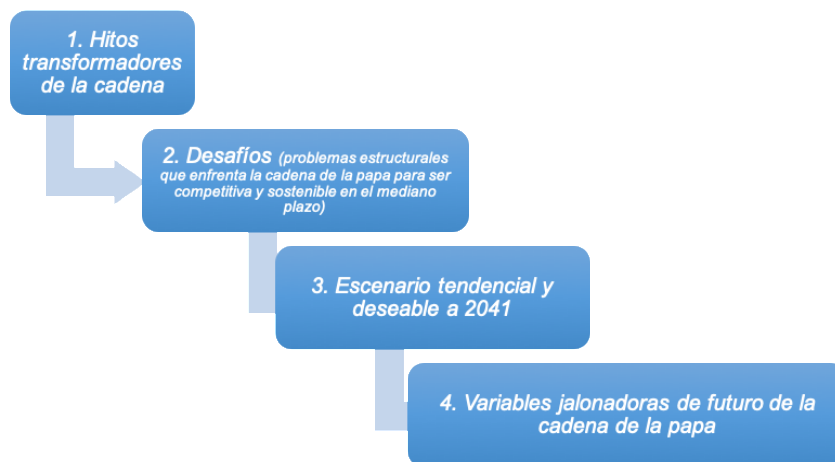 1. Hitos
transformadores
de la cadena
2. Desafíos (problemas estructurales
que enfrenta la cadena de la papa para ser
competitiva y sostenible en el mediano
plazo)
3. Escenario tendencial y
deseable a 2041
4. Variables jalonadoras de futuro de la
cadena de la papa